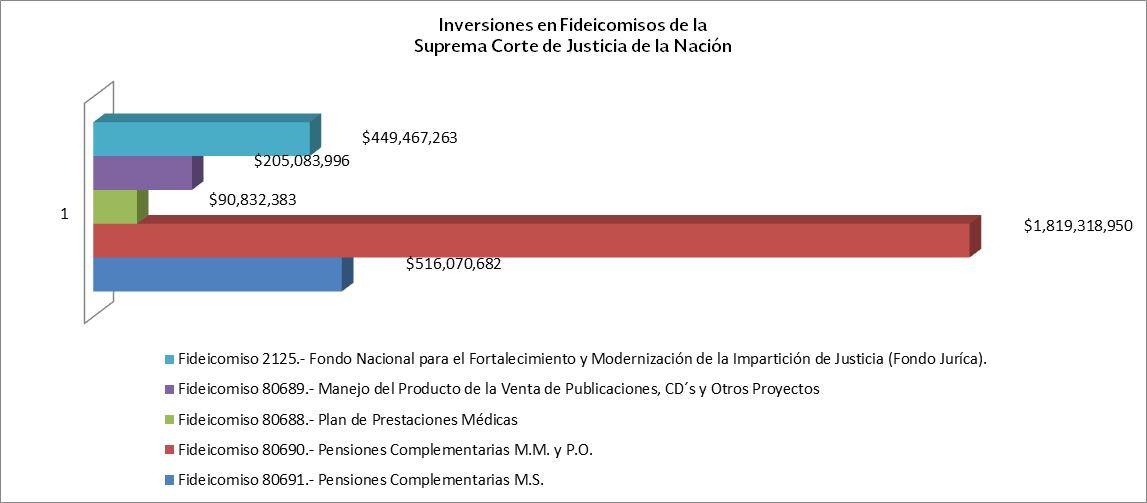 Inversiones en Fideicomisos de la
Suprema Corte de Justicia de la Nación
$449,467,263
$205,083,996
$90,832,383
1
$1,819,318,950
$516,070,682
Fideicomiso 2125.- Fondo Nacional para el Fortalecimiento y Modernización de la Impartición de Justicia (Fondo Juríca).
Fideicomiso 80689.- Manejo del Producto de la Venta de Publicaciones, CD´s y Otros Proyectos
Fideicomiso 80688.- Plan de Prestaciones Médicas
Fideicomiso 80690.- Pensiones Complementarias M.M. y P.O.
Fideicomiso 80691.- Pensiones Complementarias M.S.